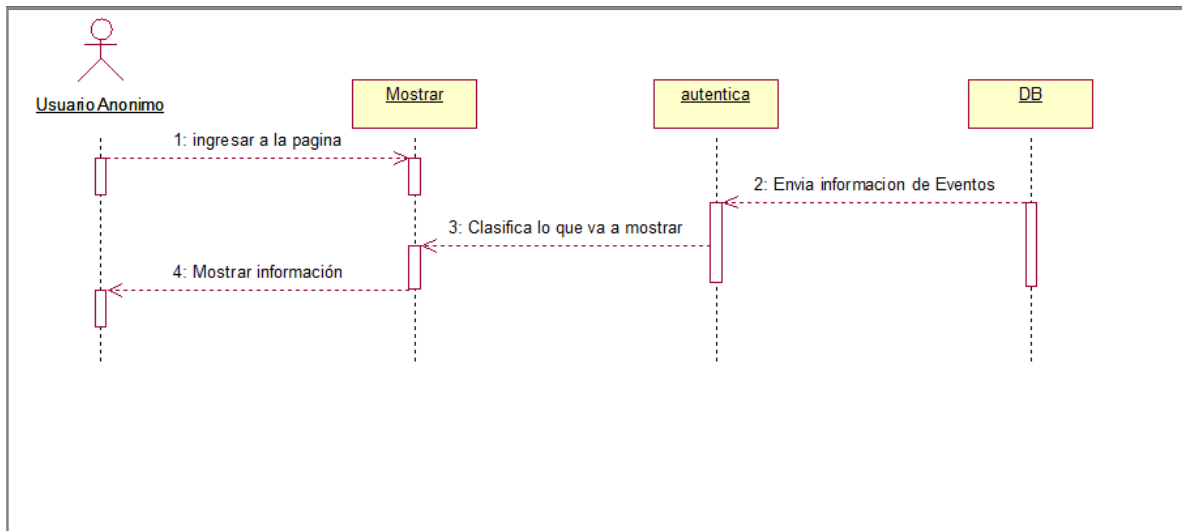 Usuario Anonimo
Mostrar
autentica
DB
1: ingresar a la pagina
2: Envia informacion de Eventos
3: Clasifica lo que va a mostrar
4: Mostrar información